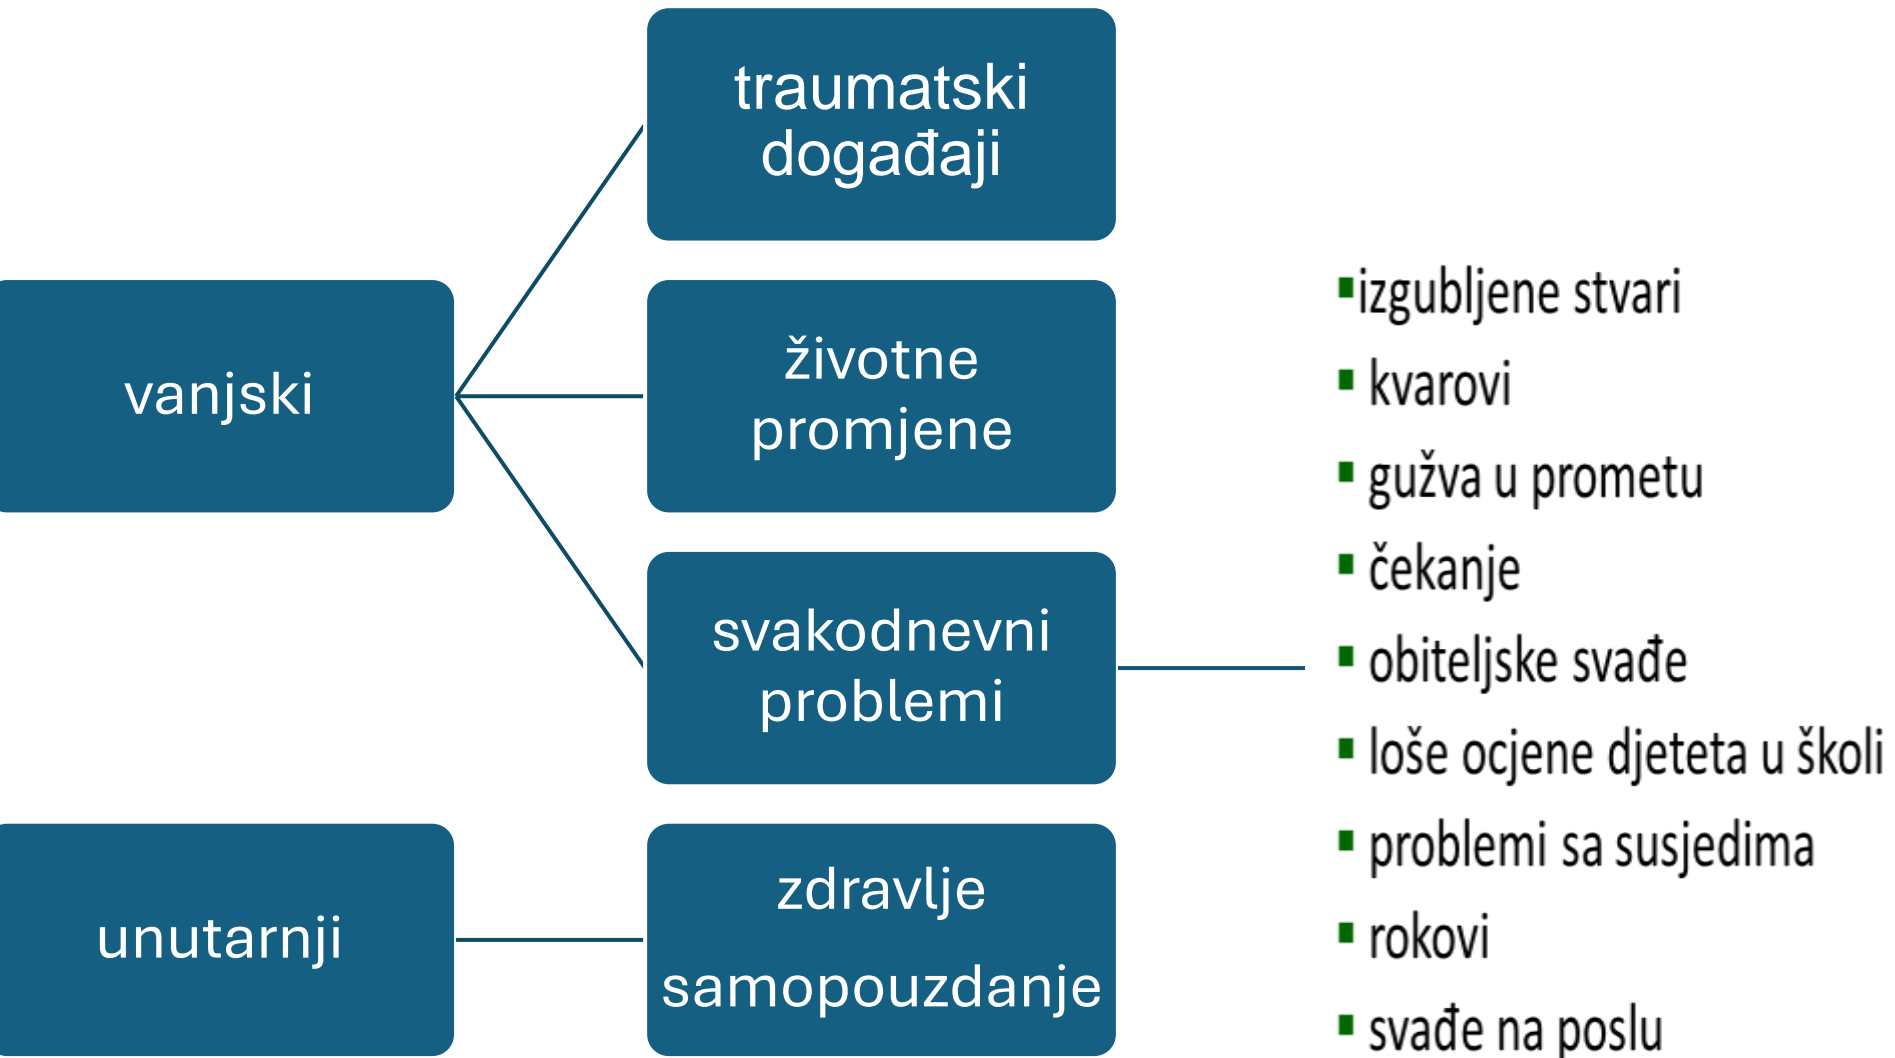 vanjski
traumatski
događaji
životne
promjene
svakodnevni
problemi
▪izgubljene stvari
▪ kvarovi
▪ gužva u prometu
▪ čekanje
▪ obiteljske svađe
▪ loše ocjene djeteta u školi
▪ problemi sa susjedima
▪ rokovi
▪ svađe na poslu
unutarnji
zdravlje
samopouzdanje